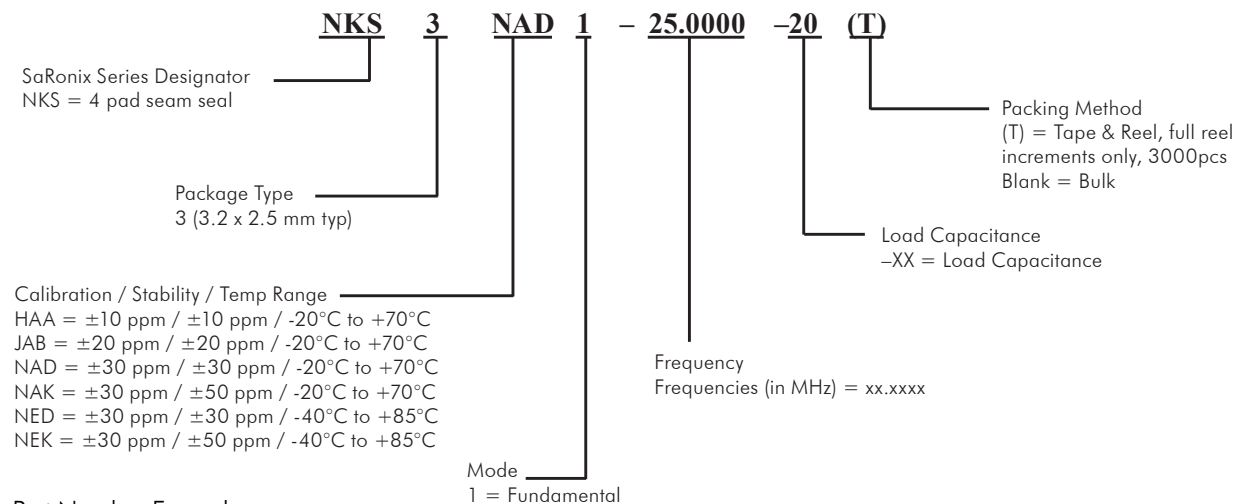 NKS 3 NAD 1 – 25.0000 –20 (T)
SaRonix Series Designator
NKS = 4 pad seam seal
Packing Method
(T) = Tape & Reel, full reel
increments only, 3000pcs
Blank = Bulk
Package Type
3 (3.2 x 2.5 mm typ)
Load Capacitance
–XX = Load Capacitance
Calibration / Stability / Temp Range
HAA = ±10 ppm / ±10 ppm / -20°C to +70°C
JAB = ±20 ppm / ±20 ppm / -20°C to +70°C
NAD = ±30 ppm / ±30 ppm / -20°C to +70°C
NAK = ±30 ppm / ±50 ppm / -20°C to +70°C
NED = ±30 ppm / ±30 ppm / -40°C to +85°C
NEK = ±30 ppm / ±50 ppm / -40°C to +85°C
Frequency
Frequencies (in MHz) = xx.xxxx
Mode
1 = Fundamental